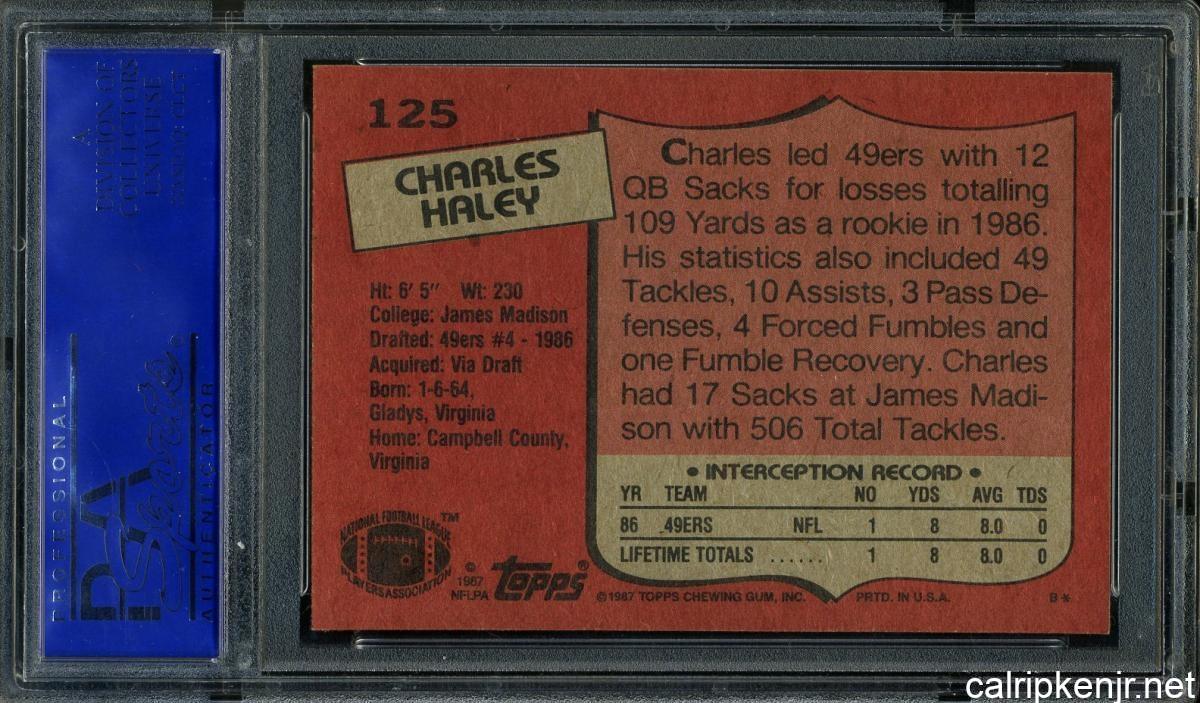 A
DIVISION OF
COLLECTORS
UNIVERSE
NASDAQ: CLCT
PROFESSIONAL
PSA
Sports
AUTHENTICATOR
125
CHARLES
HALEY
Ht: 6' 5" Wt: 230
College: James Madison
Drafted: 49ers #4 - 1986
Acquired: Via Draft
Born: 1-6-64,
Gladys, Virginia
Home: Campbell County,
Virginia
NATIONAL FOOTBALL LEAGUE
PLAYERS ASSOCIATION
TM
© 1987
NFLPA
topps®
Charles led 49ers with 12
QB Sacks for losses totalling
109 Yards as a rookie in 1986.
His statistics also included 49
Tackles, 10 Assists, 3 Pass De-
fenses, 4 Forced Fumbles and
one Fumble Recovery. Charles
had 17 Sacks at James Madi-
son with 506 Total Tackles.
• INTERCEPTION RECORD •
YR TEAM NO YDS AVG TDS
86 49ERS NFL 1 8 8.0 0
LIFETIME TOTALS ...... 1 8 8.0 0
©1987 TOPPS CHEWING GUM, INC. PRTD. IN U.S.A. B*
calripkenjr.net